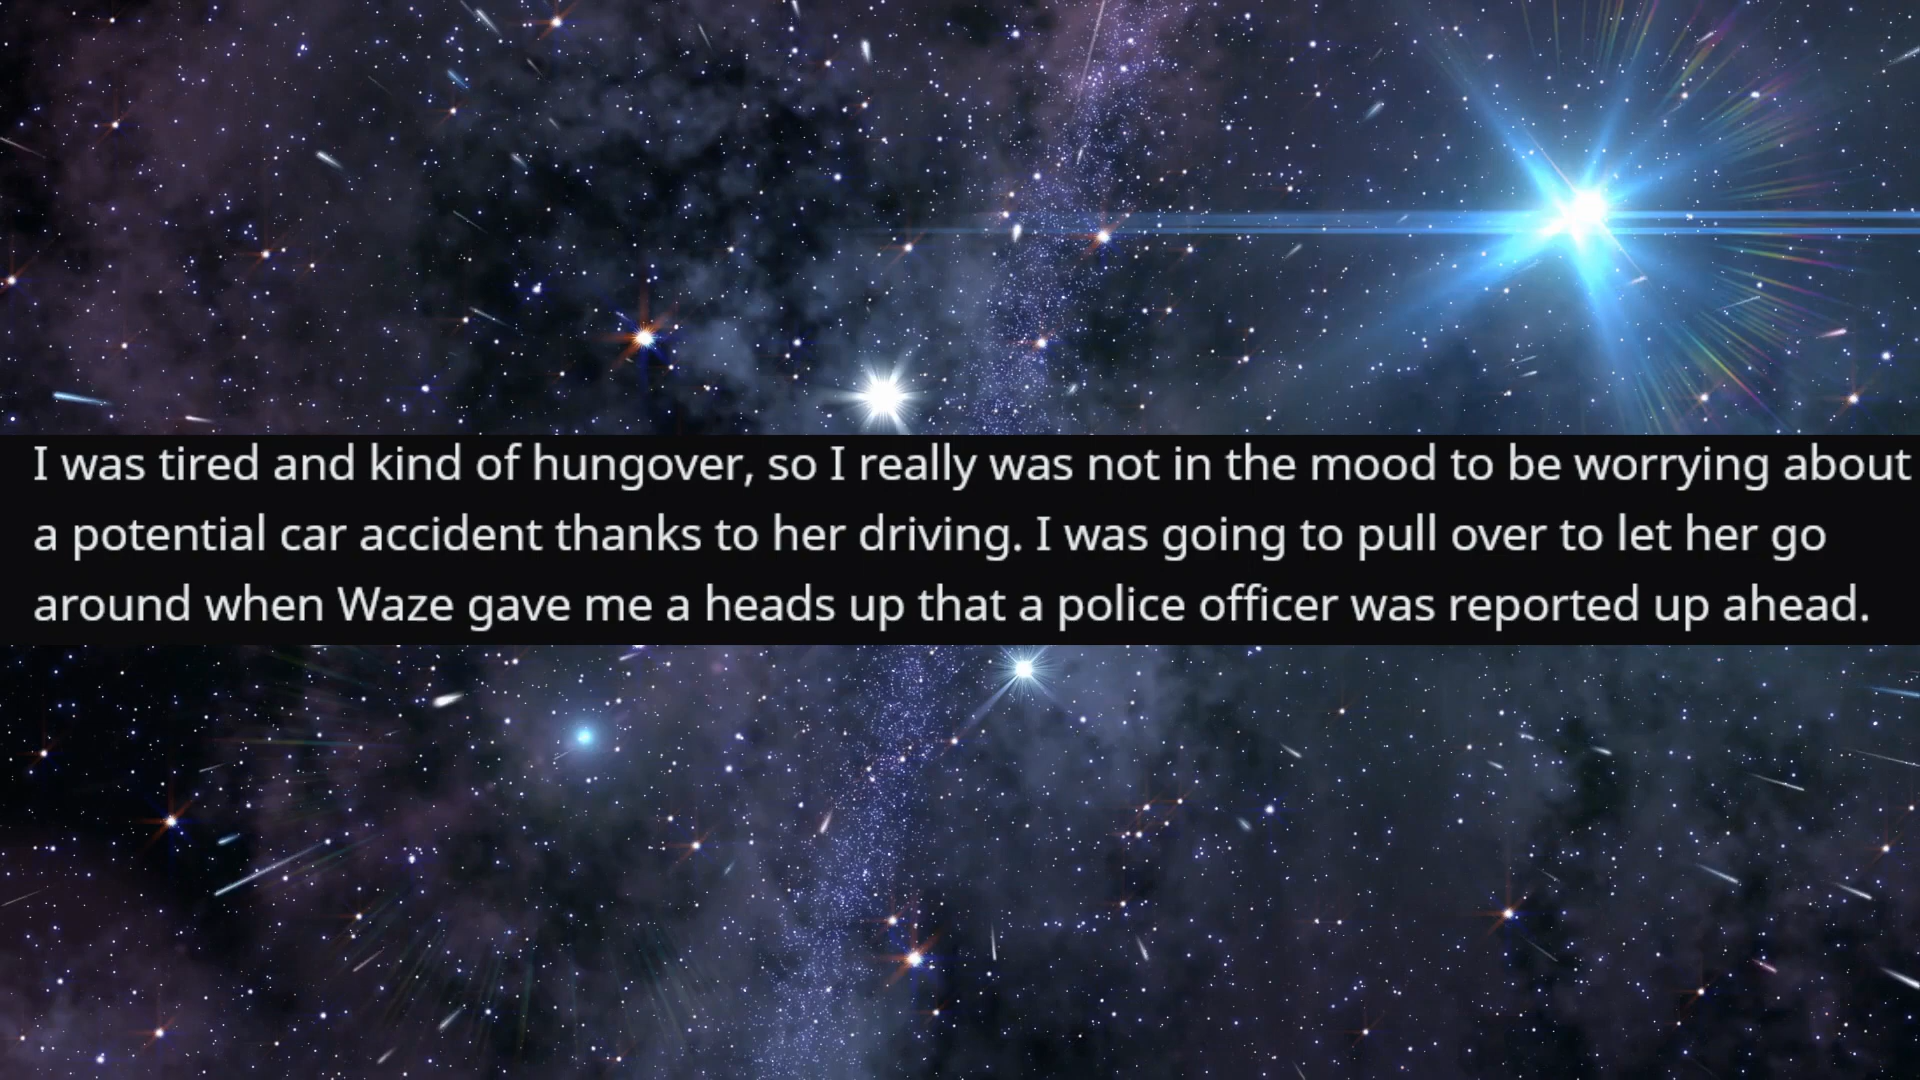 I was tired and kind of hungover, so I really was not in the mood to be worrying about
a potential car accident thanks to her driving. I was going to pull over to let her go
around when Waze gave me a heads up that a police officer was reported up ahead.